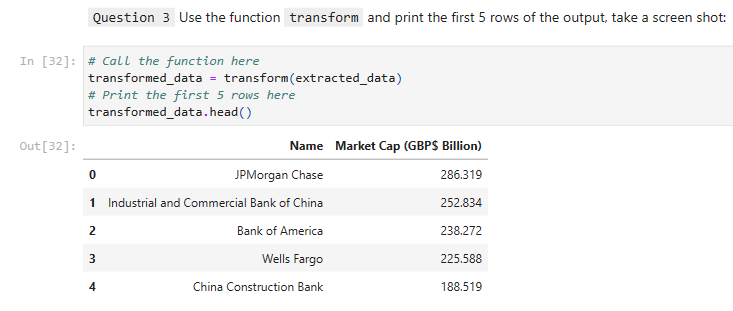 Question 3 Use the function transform and print the first 5 rows of the output, take a screen shot:
In [32]: # Call the function here
transformed_data = transform(extracted_data)
# Print the first 5 rows here
transformed_data.head()
Out[32]:
Name Market Cap (GBP$ Billion)
0 JPMorgan Chase 286.319
1 Industrial and Commercial Bank of China 252.834
2 Bank of America 238.272
3 Wells Fargo 225.588
4 China Construction Bank 188.519